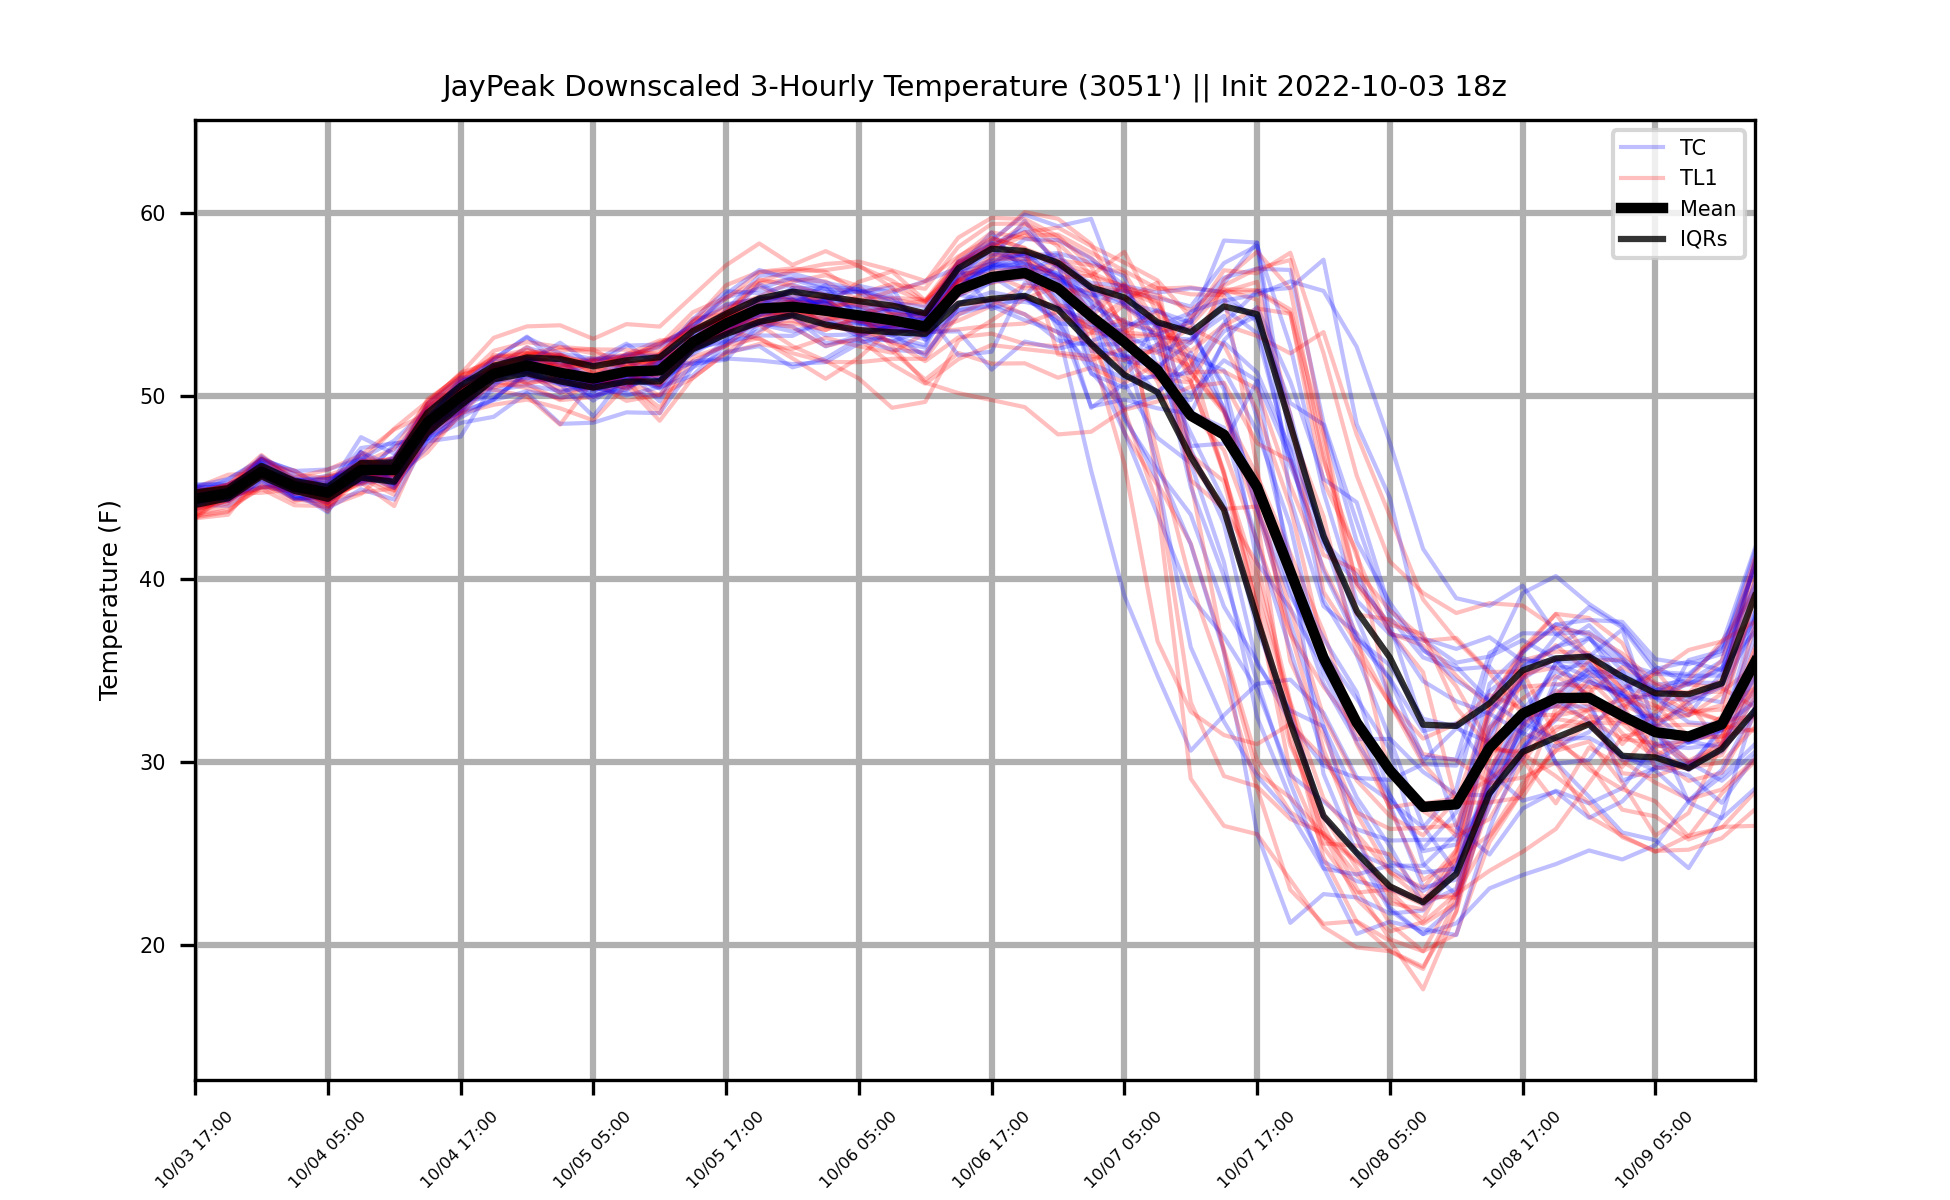 JayPeak Downscaled 3-Hourly Temperature (3051') || Init 2022-10-03 18z
TC
TL1
Mean
IQRs
Temperature (F)
60
50
40
30
20
10/03 17:00
10/04 05:00
10/04 17:00
10/05 05:00
10/05 17:00
10/06 05:00
10/06 17:00
10/07 05:00
10/07 17:00
10/08 05:00
10/08 17:00
10/09 05:00